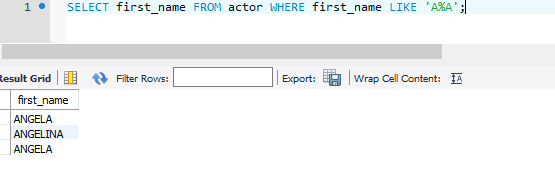 1 SELECT first_name FROM actor WHERE first_name LIKE 'A%A';
Result Grid Filter Rows: Export: Wrap Cell Content: IA
first_name
ANGELA
ANGELINA
ANGELA